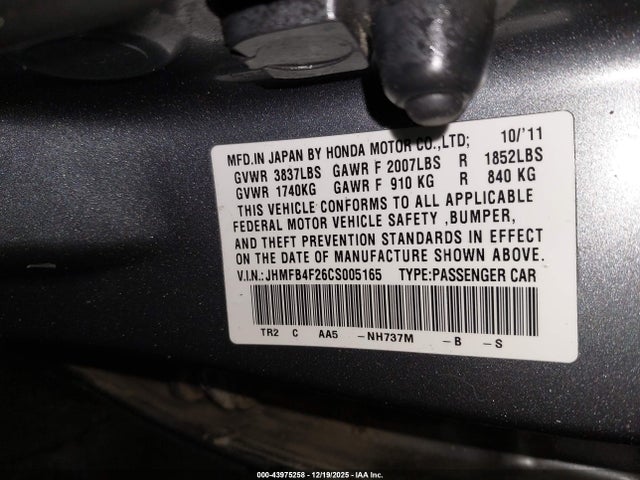 MFD.IN JAPAN BY HONDA MOTOR CO.,LTD; 10/'11
GVWR 3837LBS GAWR F 2007LBS R 1852LBS
GVWR 1740KG GAWR F 910 KG R 840 KG
THIS VEHICLE CONFORMS TO ALL APPLICABLE
FEDERAL MOTOR VEHICLE SAFETY ,BUMPER,
AND THEFT PREVENTION STANDARDS IN EFFECT
ON THE DATE OF MANUFACTURE SHOWN ABOVE.
V.I.N.: JHMFB4F26CS005165 TYPE:PASSENGER CAR
TR2 C AA5 -NH737M -B -S
000-43975258 - 12/19/2025 - IAA Inc.